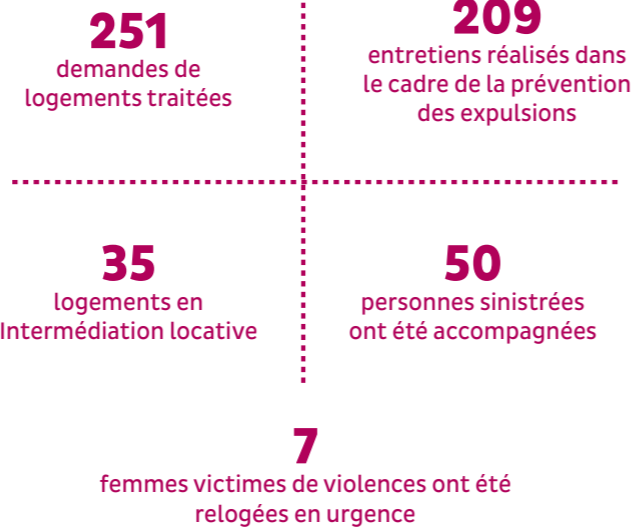 251
demandes de
logements traitées
209
entretiens réalisés dans
le cadre de la prévention
des expulsions
35
logements en
Intermédiation locative
50
personnes sinistrées
ont été accompagnées
7
femmes victimes de violences ont été
relogées en urgence